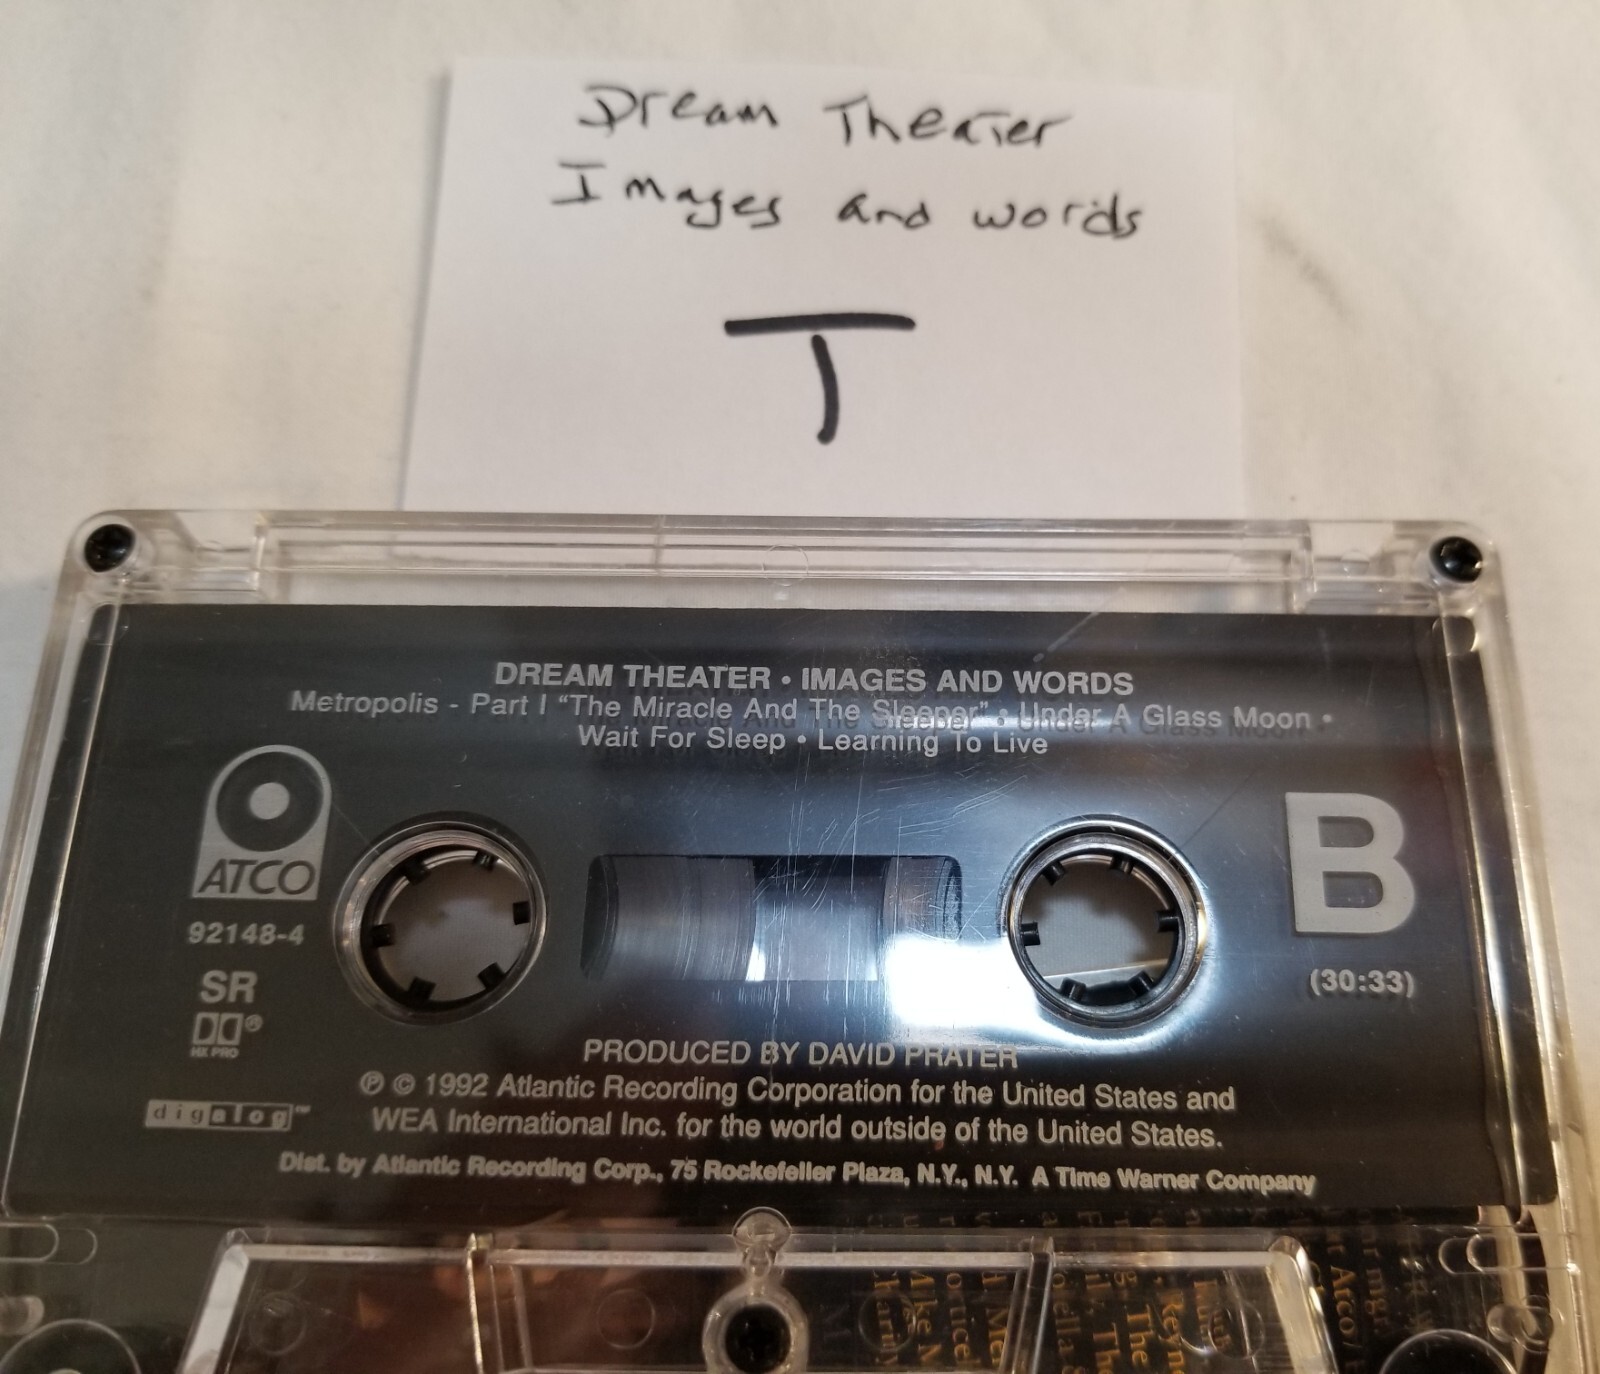 Dream Theater
Images and words
T
DREAM THEATER • IMAGES AND WORDS
Metropolis - Part I “The Miracle And The Sleeper” • Under A Glass Moon •
Wait For Sleep • Learning To Live
ATCO
92148-4
SR
HX PRO
digalog™
B
(30:33)
PRODUCED BY DAVID PRATER
℗ © 1992 Atlantic Recording Corporation for the United States and
WEA International Inc. for the world outside of the United States.
Dist. by Atlantic Recording Corp., 75 Rockefeller Plaza, N.Y., N.Y. A Time Warner Company